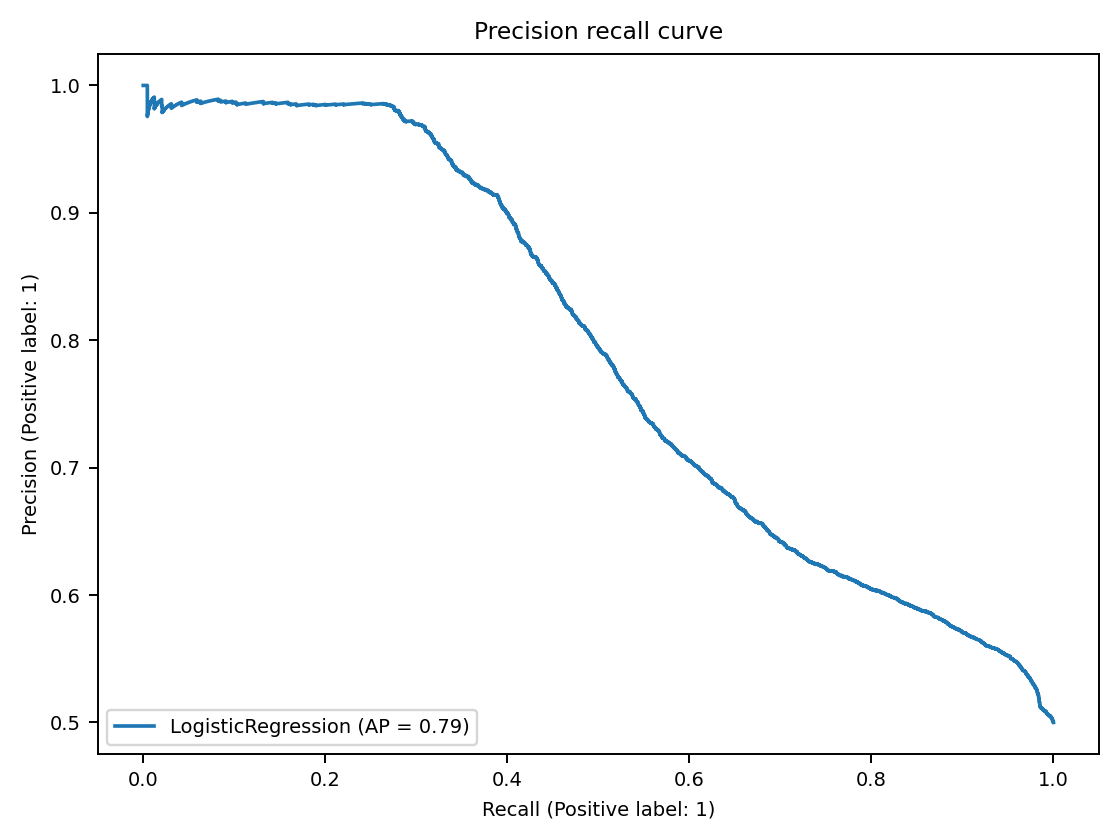 Precision recall curve
Precision (Positive label: 1)
1.0
0.9
0.8
0.7
0.6
0.5
LogisticRegression (AP = 0.79)
0.0 0.2 0.4 0.6 0.8 1.0
Recall (Positive label: 1)